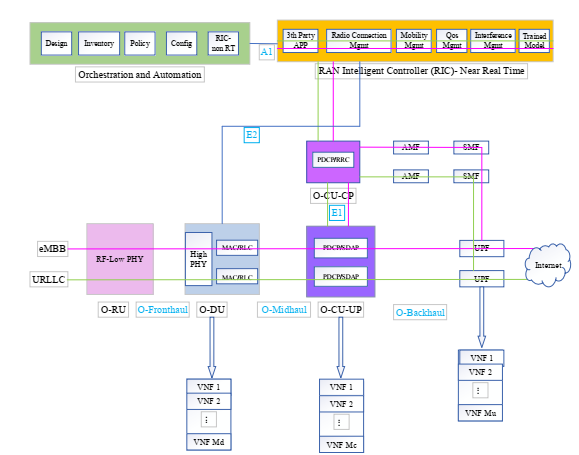 Design
Inventory
Policy
Config
RIC-
non RT
A1
3th Party
APP
Radio Connection
Mgmt
Mobility
Mgmt
Qos
Mgmt
Interference
Mgmt
Trained
Model
Orchestration and Automation
RAN Intelligent Controller (RIC)- Near Real Time
E2
PDCP/RRC
AMF
SMF
AMF
SMF
O-CU-CP
E1
eMBB
URLLC
RF-Low PHY
High
PHY
MAC/RLC
MAC/RLC
PDCP/SDAP
PDCP/SDAP
UPF
UPF
Internet
O-RU
O-Fronthaul
O-DU
O-Midhaul
O-CU-UP
O-Backhaul
VNF 1
VNF 2
...
VNF Md
VNF 1
VNF 2
...
VNF Mc
VNF 1
VNF 2
...
VNF Mu